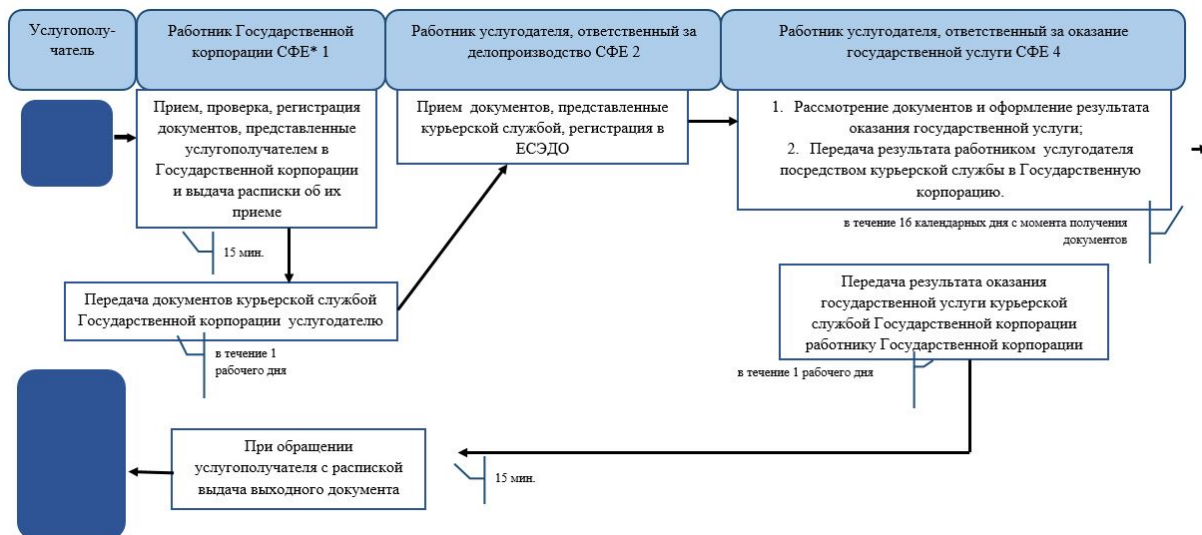 Услугополу-
чатель
Работник Государственной
корпорации СФЕ* 1
Работник услугодателя, ответственный за
делопроизводство СФЕ 2
Работник услугодателя, ответственный за оказание
государственной услуги СФЕ 4
Прием, проверка, регистрация
документов, представленные
услугополучателем в
Государственной корпорации
и выдача расписки об их
приеме
Прием документов, представленные
курьерской службой, регистрация в
ЕСЭДО
1. Рассмотрение документов и оформление результата
оказания государственной услуги;
2. Передача результата работником услугодателя
посредством курьерской службы в Государственную
корпорацию.
15 мин.
в течение 16 календарных дня с момента получения
документов
Передача документов курьерской службой
Государственной корпорации услугодателю
Передача результата оказания
государственной услуги курьерской
службой Государственной корпорации
работнику Государственной корпорации
в течение 1
рабочего дня
в течение 1 рабочего дня
При обращении
услугополучателя с распиской
выдача выходного документа
15 мин.